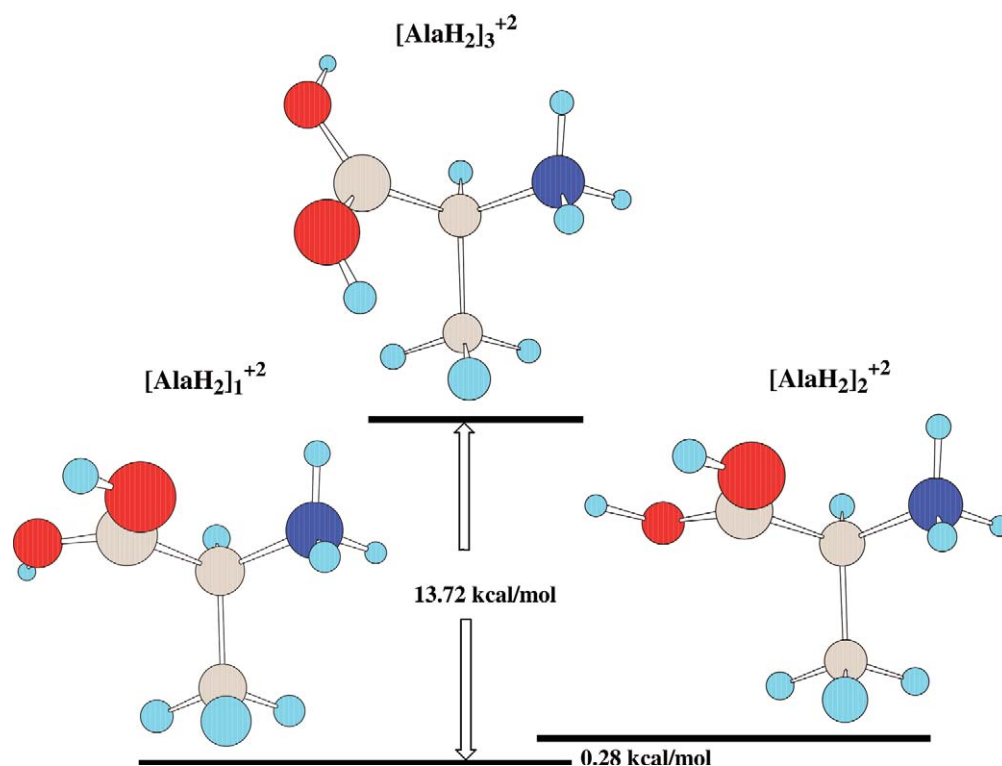 [AlaH₂]₃⁺²
[AlaH₂]₁⁺²
[AlaH₂]₂⁺²
13.72 kcal/mol
0.28 kcal/mol